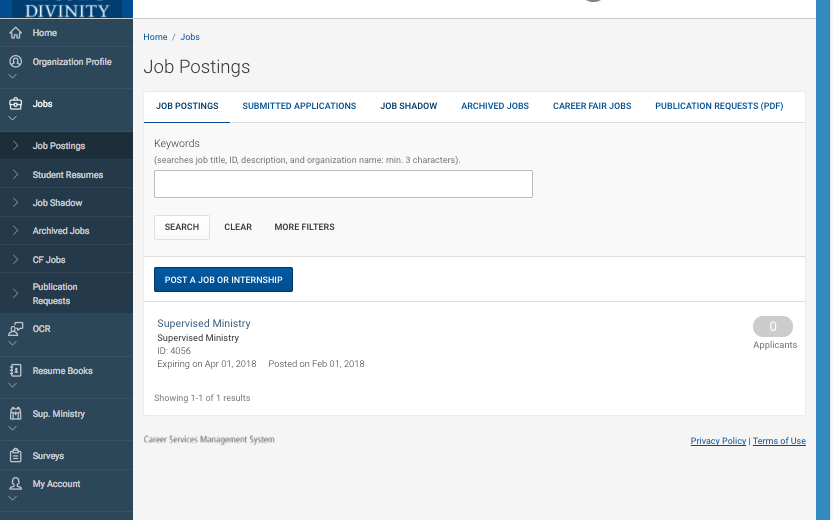 DIVINITY
Home
Organization Profile
Jobs
Job Postings
Student Resumes
Job Shadow
Archived Jobs
CF Jobs
Publication
Requests
OCR
Resume Books
Sup. Ministry
Surveys
My Account
Home / Jobs
Job Postings
JOB POSTINGS SUBMITTED APPLICATIONS JOB SHADOW ARCHIVED JOBS CAREER FAIR JOBS PUBLICATION REQUESTS (PDF)
Keywords
(searches job title, ID, description, and organization name: min. 3 characters).
SEARCH CLEAR MORE FILTERS
POST A JOB OR INTERNSHIP
Supervised Ministry
Supervised Ministry
ID: 4056
Expiring on Apr 01, 2018 Posted on Feb 01, 2018
0
Applicants
Showing 1-1 of 1 results
Career Services Management System
Privacy Policy | Terms of Use